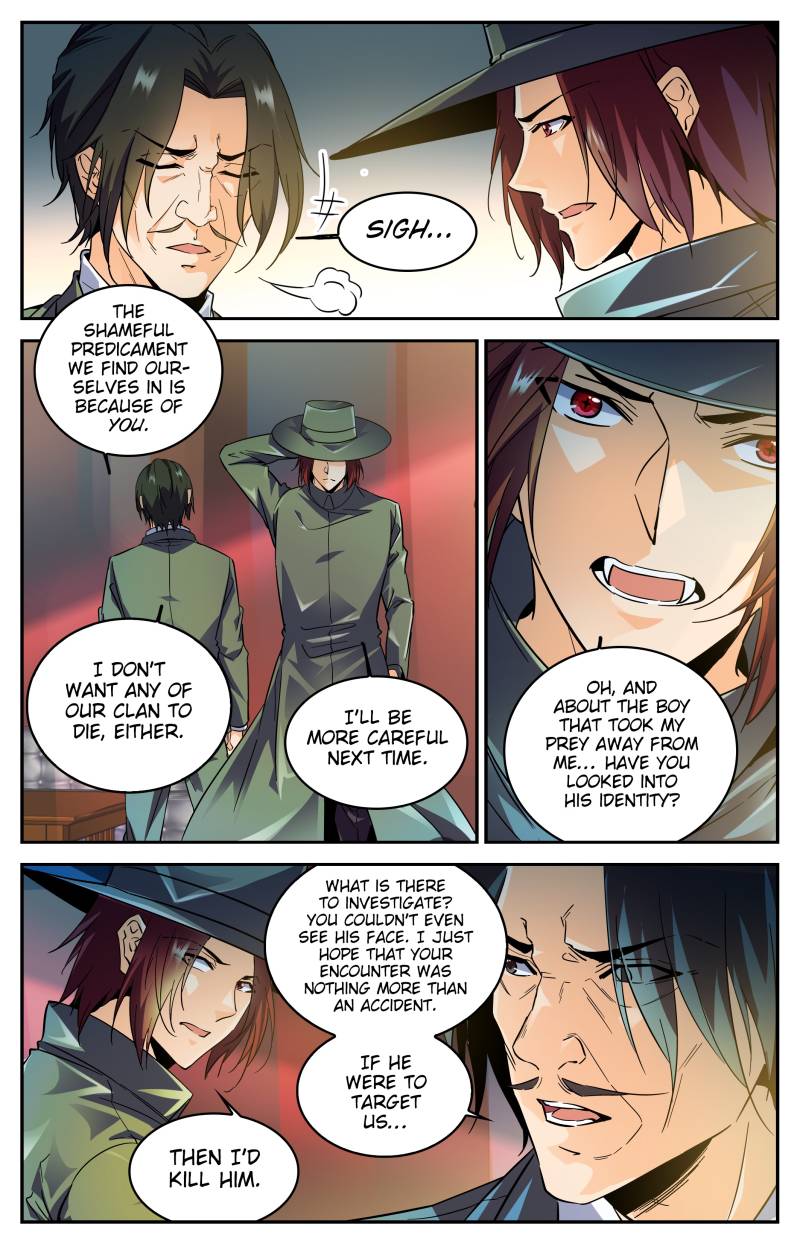 SIGH...
THE
SHAMEFUL
PREDICAMENT
WE FIND OUR-
SELVES IN IS
BECAUSE OF
YOU.
I DON'T
WANT ANY OF
OUR CLAN TO
DIE, EITHER.
I'LL BE
MORE CAREFUL
NEXT TIME.
OH, AND
ABOUT THE BOY
THAT TOOK MY
PREY AWAY FROM
ME... HAVE YOU
LOOKED INTO
HIS IDENTITY?
WHAT IS THERE
TO INVESTIGATE?
YOU COULDN'T EVEN
SEE HIS FACE. I JUST
HOPE THAT YOUR
ENCOUNTER WAS
NOTHING MORE THAN
AN ACCIDENT.
IF HE
WERE TO
TARGET
US...
THEN I'D
KILL HIM.